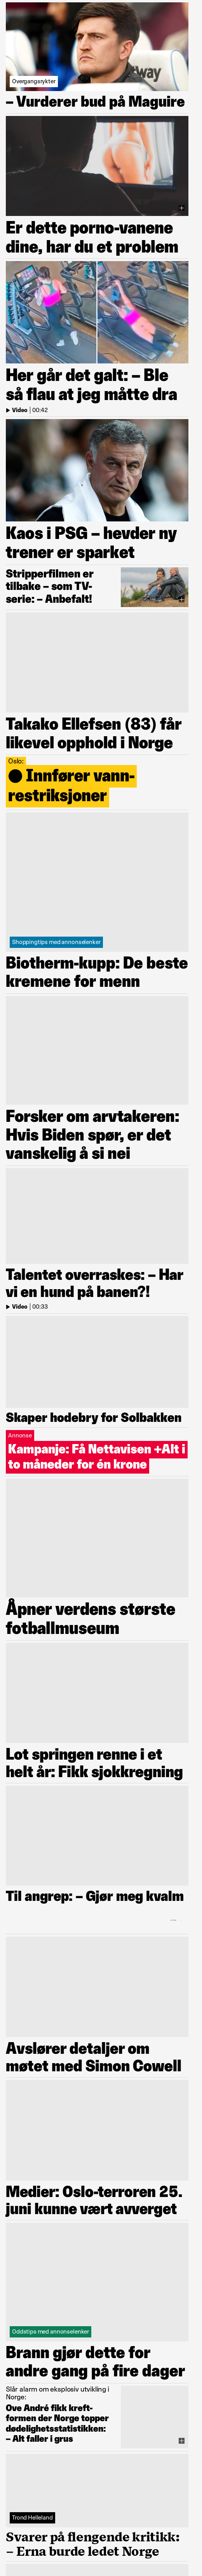 Overgangsrykter
– Vurderer bud på Maguire
Er dette porno-vanene
dine, har du et problem
Her går det galt: – Ble
så flau at jeg måtte dra
Video | 00:42
Kaos i PSG – hevder ny
trener er sparket
Stripperfilmen er
tilbake – som TV-
serie: – Anbefalt!
Takako Ellefsen (83) får
likevel opphold i Norge
Oslo:
● Innfører vann-
restriksjoner
Shoppingtips med annonselenker
Biotherm-kupp: De beste
kremene for menn
Forsker om arvtakeren:
Hvis Biden spør, er det
vanskelig å si nei
Talentet overraskes: – Har
vi en hund på banen?!
Video | 00:33
Skaper hodebry for Solbakken
Annonse
Kampanje: Få Nettavisen +Alt i
to måneder for én krone
Åpner verdens største
fotballmuseum
Lot springen renne i et
helt år: Fikk sjokkregning
Til angrep: – Gjør meg kvalm
Avslører detaljer om
møtet med Simon Cowell
Medier: Oslo-terroren 25.
juni kunne vært avverget
Oddstips med annonselenker
Brann gjør dette for
andre gang på fire dager
Slår alarm om eksplosiv utvikling i
Norge:
Ove André fikk kreft-
formen der Norge topper
dødelighetsstatistikken:
– Alt faller i grus
Trond Helleland
Svarer på flengende kritikk:
– Erna burde ledet Norge